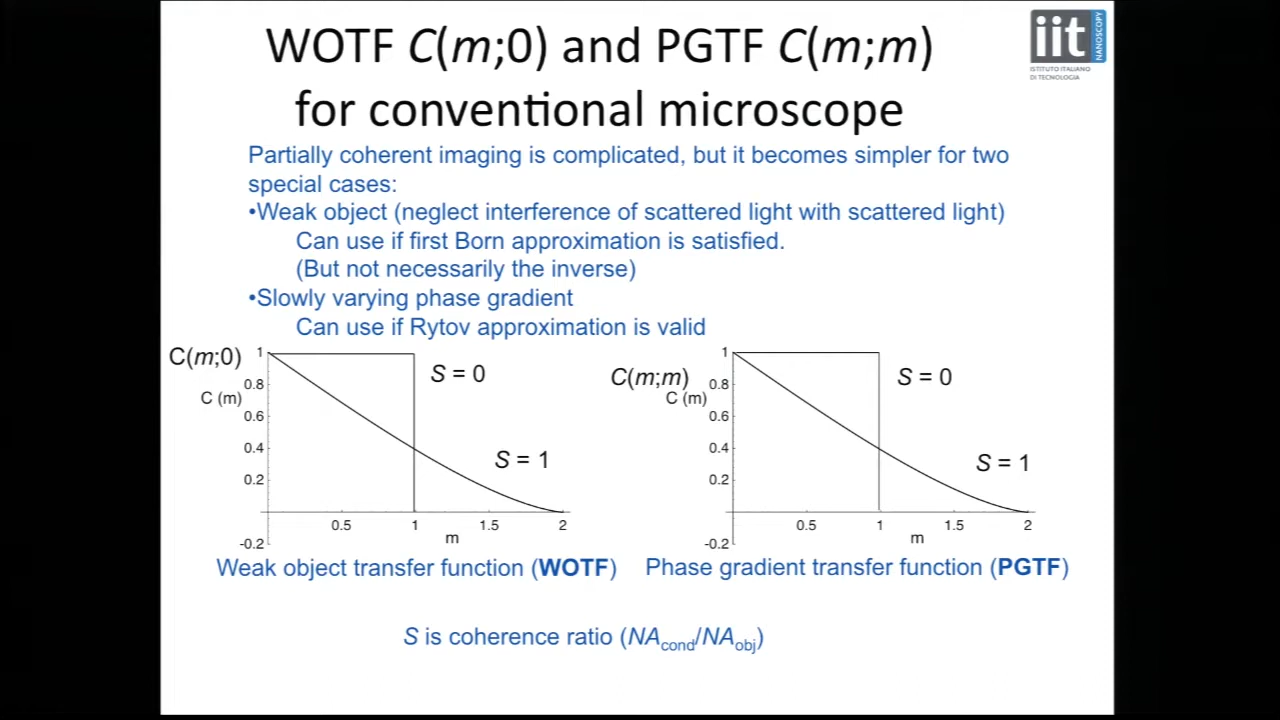 WOTF C(m;0) and PGTF C(m;m)
for conventional microscope
iit
NANOSCOPY
ISTITUTO ITALIANO
DI TECNOLOGIA
Partially coherent imaging is complicated, but it becomes simpler for two
special cases:
•Weak object (neglect interference of scattered light with scattered light)
Can use if first Born approximation is satisfied.
(But not necessarily the inverse)
•Slowly varying phase gradient
Can use if Rytov approximation is valid
C(m;0)
C (m)
1
0.8
0.6
0.4
0.2
-0.2
0.5
1
1.5
2
m
S = 0
S = 1
Weak object transfer function (WOTF)
C(m;m)
C (m)
1
0.8
0.6
0.4
0.2
-0.2
0.5
1
1.5
2
m
S = 0
S = 1
Phase gradient transfer function (PGTF)
S is coherence ratio (NAcond/NAobj)